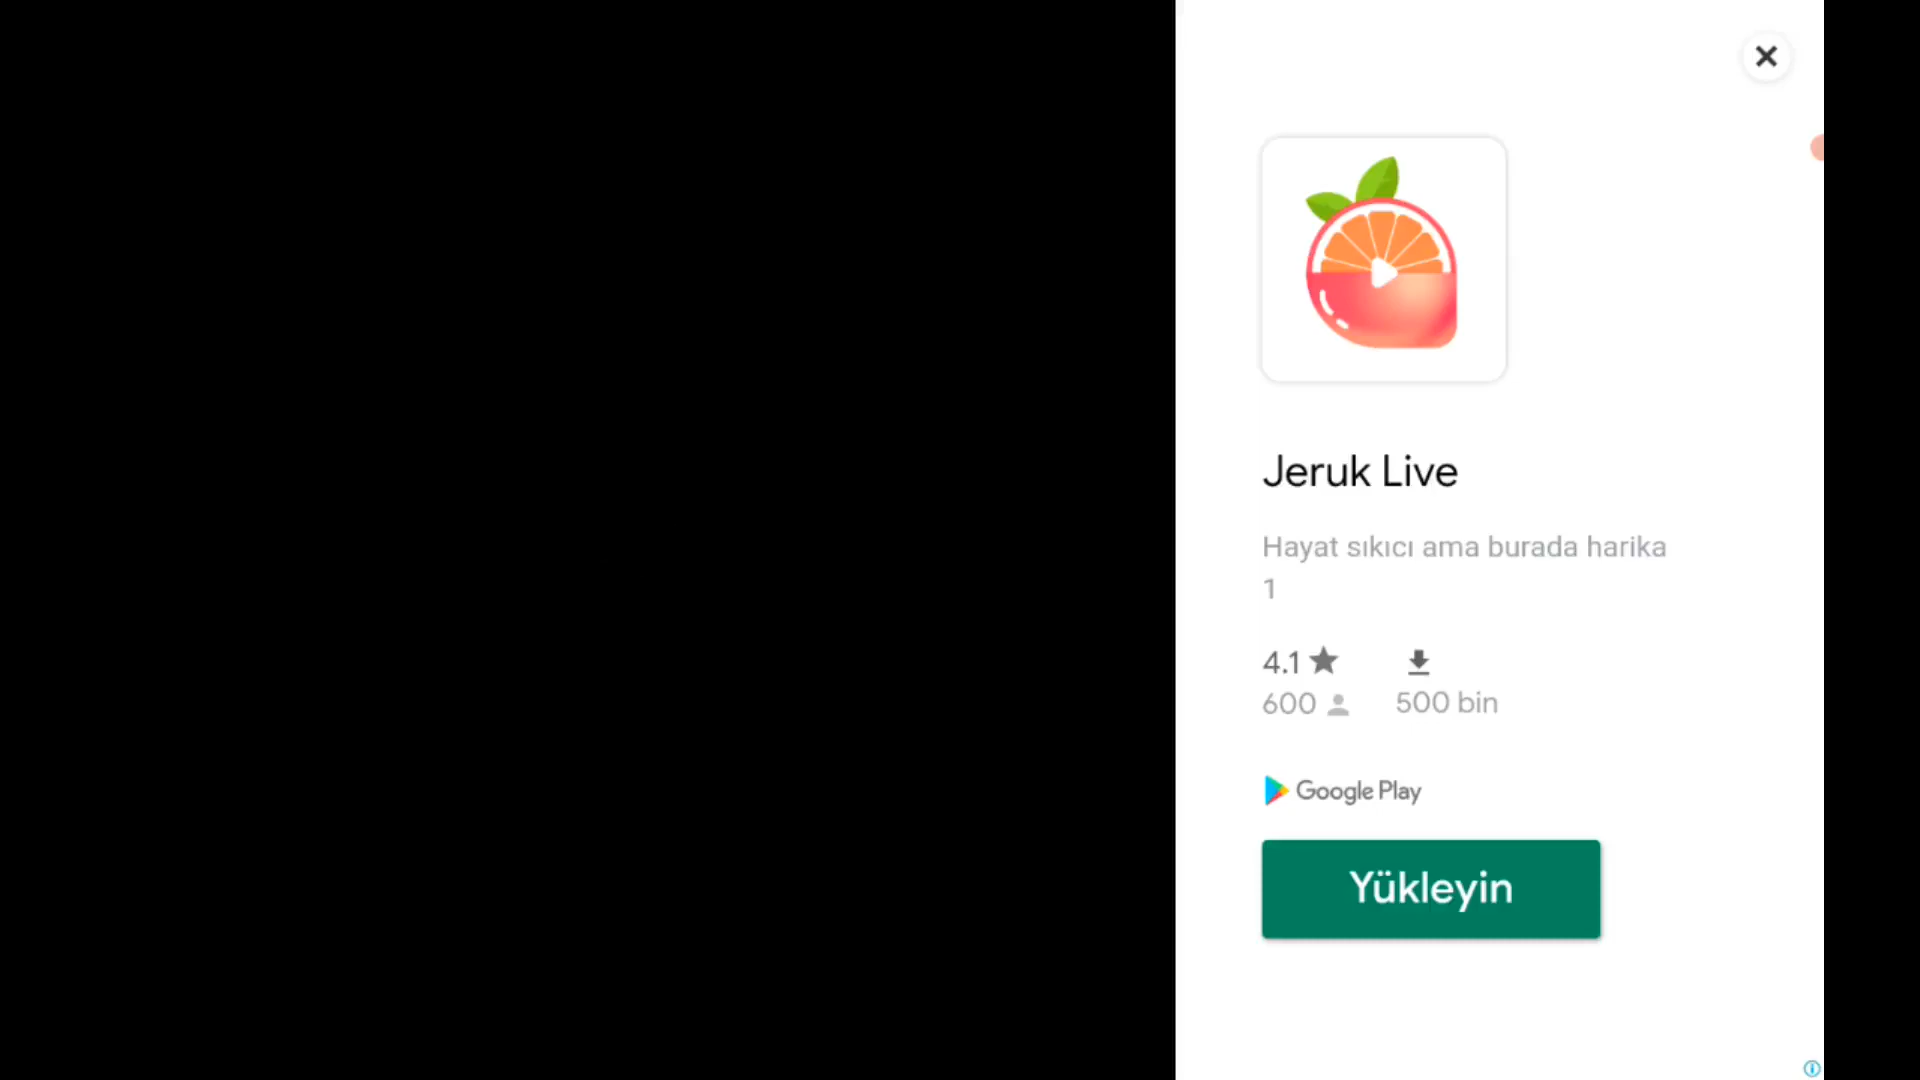 Jeruk Live
Hayat sıkıcı ama burada harika
1
4.1
600
500 bin
Google Play
Yükleyin